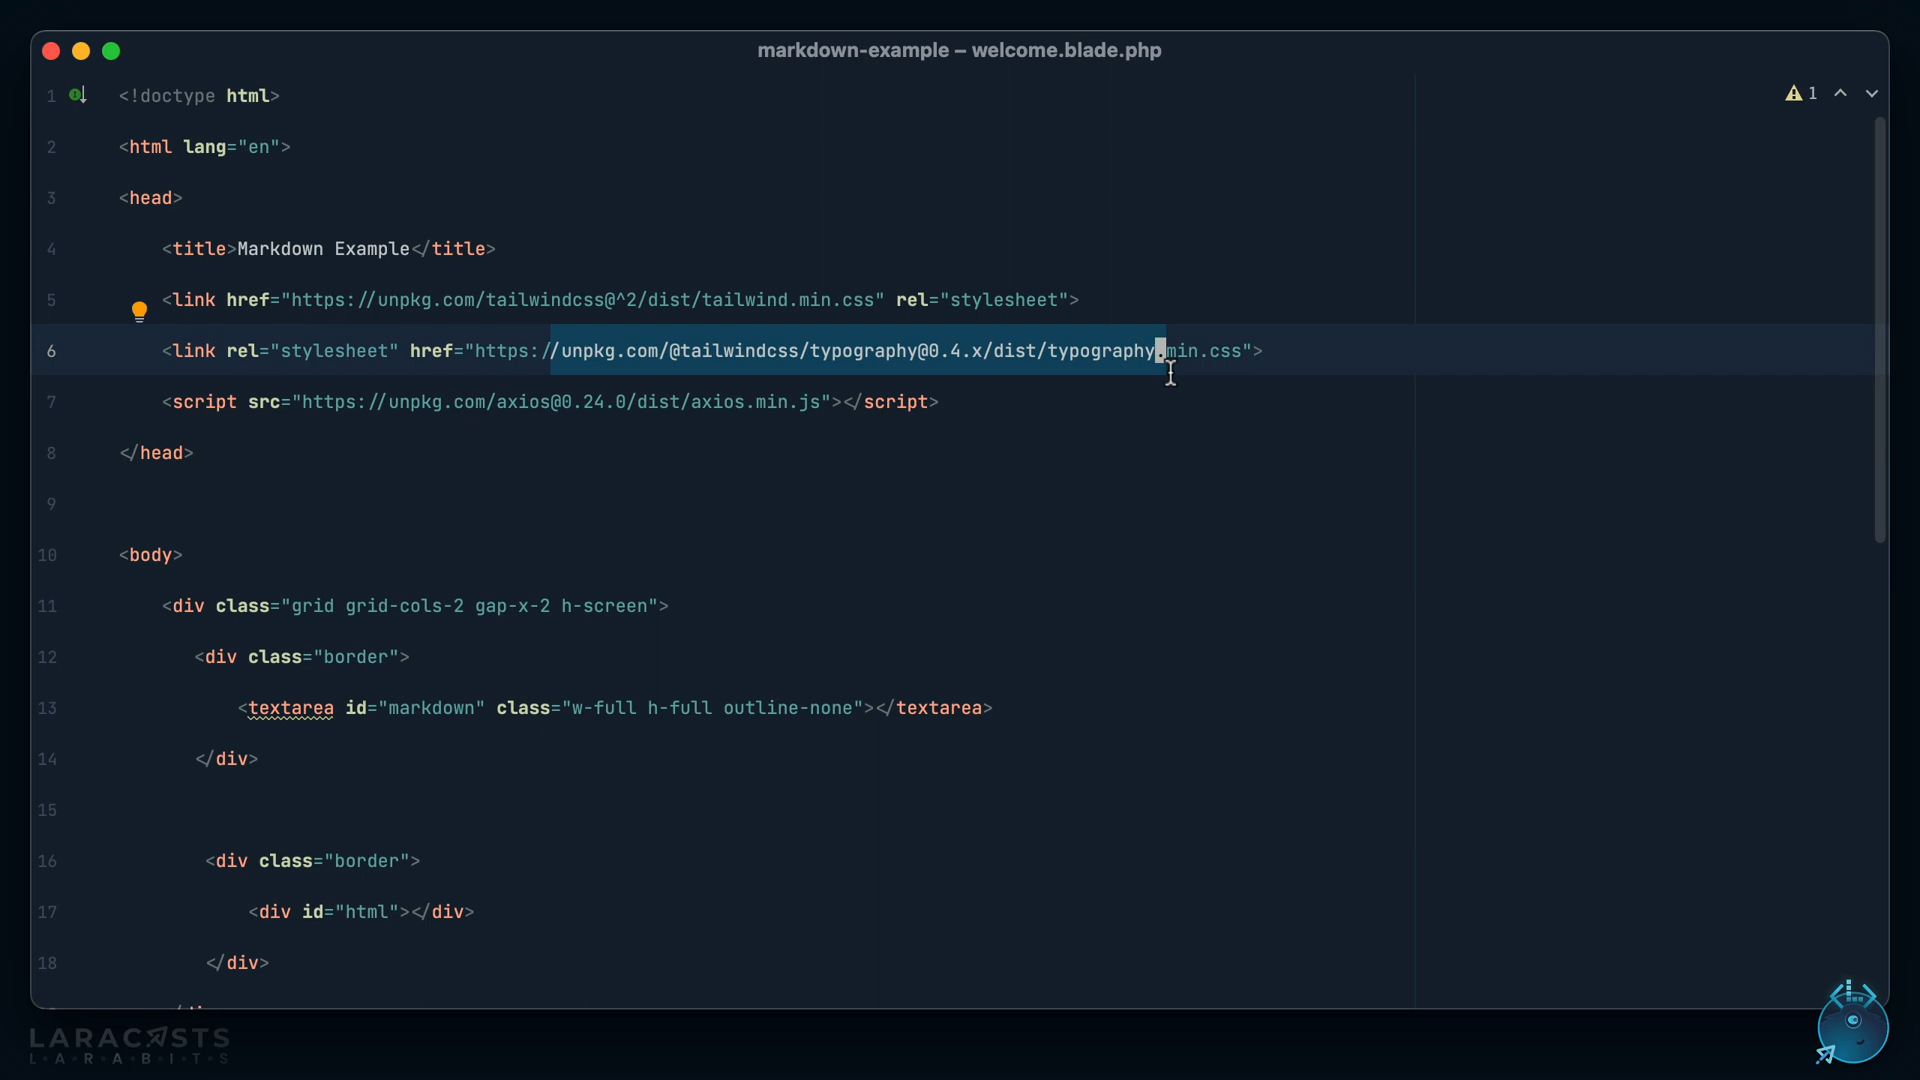 markdown-example – welcome.blade.php
1 <!doctype html>
1
2 <html lang="en">
3 <head>
4 <title>Markdown Example</title>
5 <link href="https://unpkg.com/tailwindcss@^2/dist/tailwind.min.css" rel="stylesheet">
6 <link rel="stylesheet" href="https://unpkg.com/@tailwindcss/typography@0.4.x/dist/typography.min.css">
7 <script src="https://unpkg.com/axios@0.24.0/dist/axios.min.js"></script>
8 </head>
9
10 <body>
11 <div class="grid grid-cols-2 gap-x-2 h-screen">
12 <div class="border">
13 <textarea id="markdown" class="w-full h-full outline-none"></textarea>
14 </div>
15
16 <div class="border">
17 <div id="html"></div>
18 </div>
LARACASTS
LARABITS